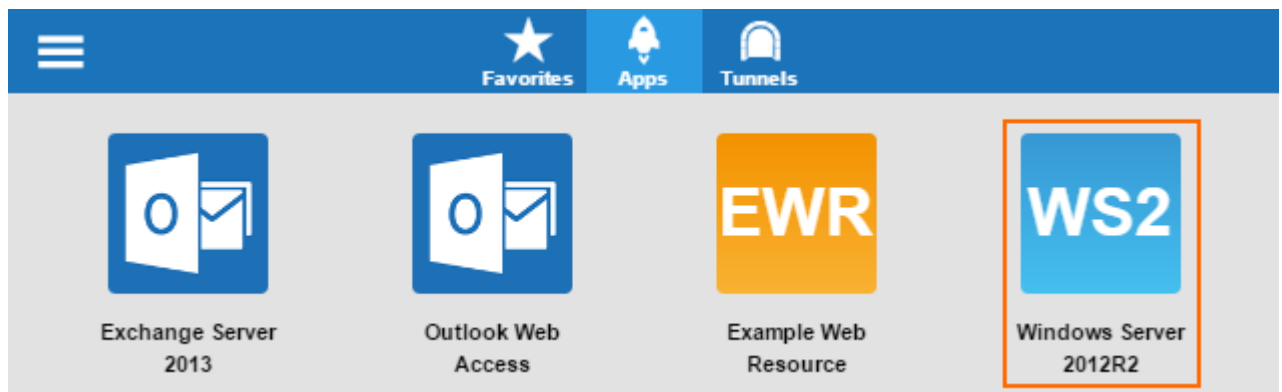 Favorites Apps Tunnels
O O EWR WS2
Exchange Server Outlook Web Example Web Windows Server
2013 Access Resource 2012R2